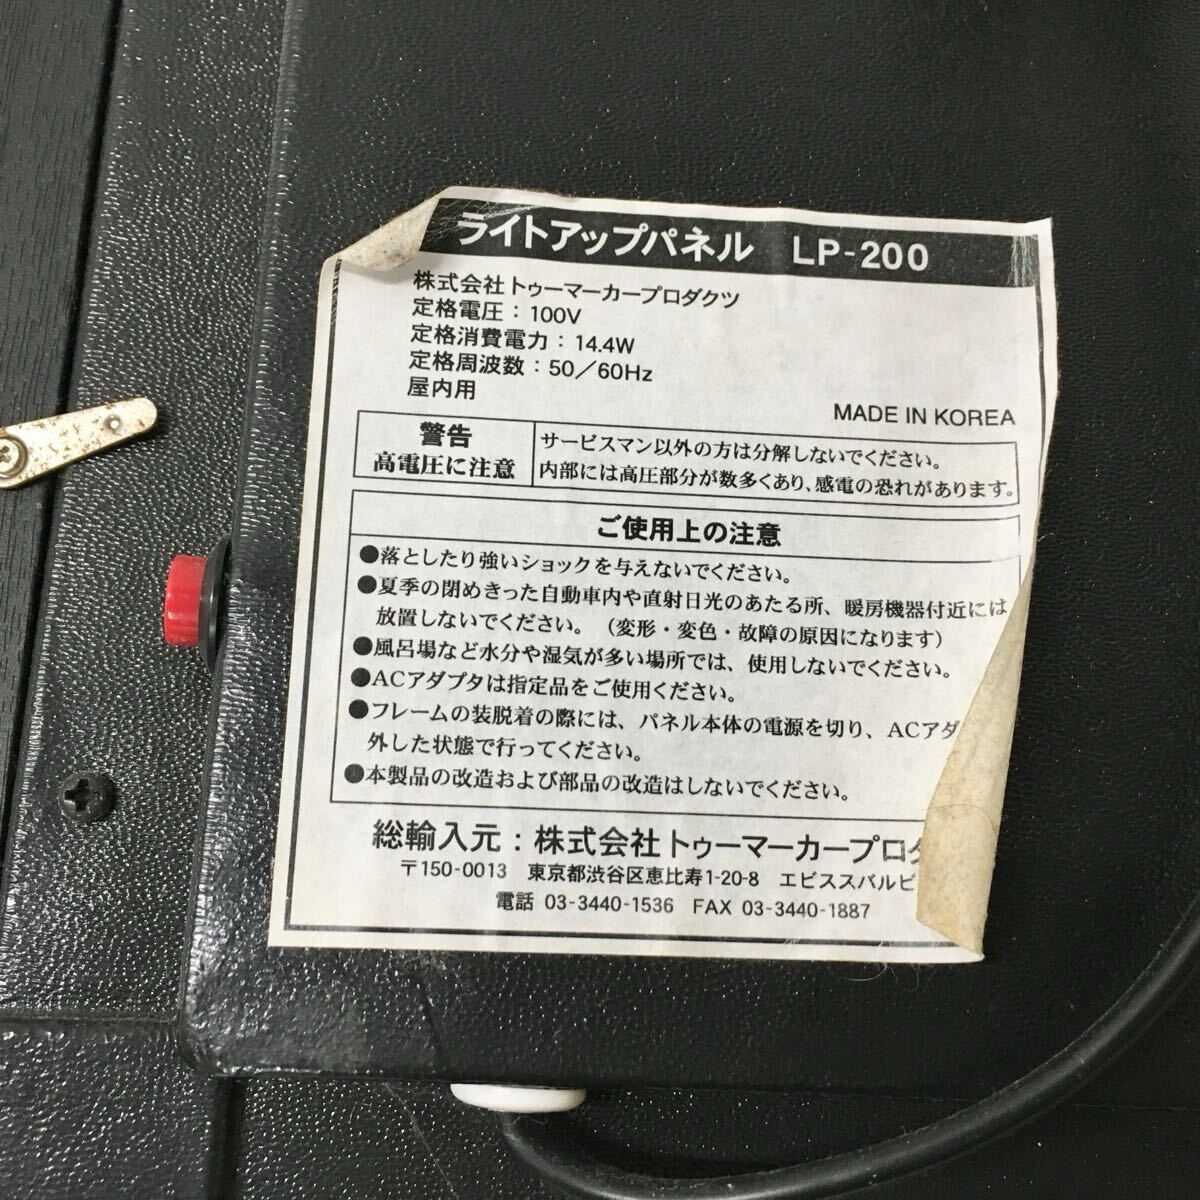 ライトアップパネル LP-200
株式会社トゥーマーカープロダクツ
定格電圧：100V
定格消費電力：14.4W
定格周波数：50／60Hz
屋内用
MADE IN KOREA
警告
高電圧に注意
サービスマン以外の方は分解しないでください。
内部には高圧部分が数多くあり、感電の恐れがあります。
ご使用上の注意
●落としたり強いショックを与えないでください。
●夏季の閉めきった自動車内や直射日光のあたる所、暖房機器付近には
放置しないでください。（変形・変色・故障の原因になります）
●風呂場など水分や湿気が多い場所では、使用しないでください。
●ACアダプタは指定品をご使用ください。
●フレームの装脱着の際には、パネル本体の電源を切り、ACアダ
外した状態で行ってください。
●本製品の改造および部品の改造はしないでください。
総輸入元：株式会社トゥーマーカープロダ
〒150-0013 東京都渋谷区恵比寿1-20-8 エビススバルビ
電話 03-3440-1536 FAX 03-3440-1887